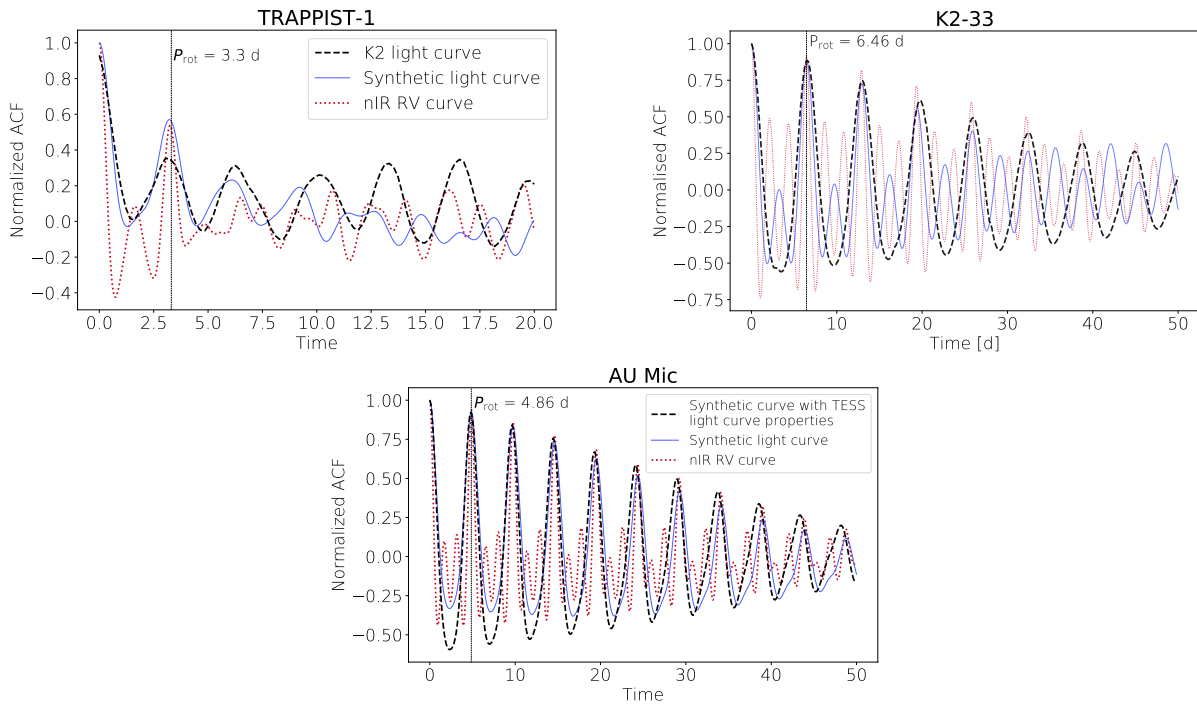 TRAPPIST-1
1.0
0.8
0.6
0.4
0.2
0.0
−0.2
−0.4
Normalized ACF
Prot = 3.3 d
K2 light curve
Synthetic light curve
nIR RV curve
0.0 2.5 5.0 7.5 10.0 12.5 15.0 17.5 20.0
Time
K2-33
1.00
0.75
0.50
0.25
0.00
−0.25
−0.50
−0.75
Normalised ACF
Prot = 6.46 d
0 10 20 30 40 50
Time [d]
AU Mic
1.00
0.75
0.50
0.25
0.00
−0.25
−0.50
Normalized ACF
Prot = 4.86 d
Synthetic curve with TESS
light curve properties
Synthetic light curve
nIR RV curve
0 10 20 30 40 50
Time